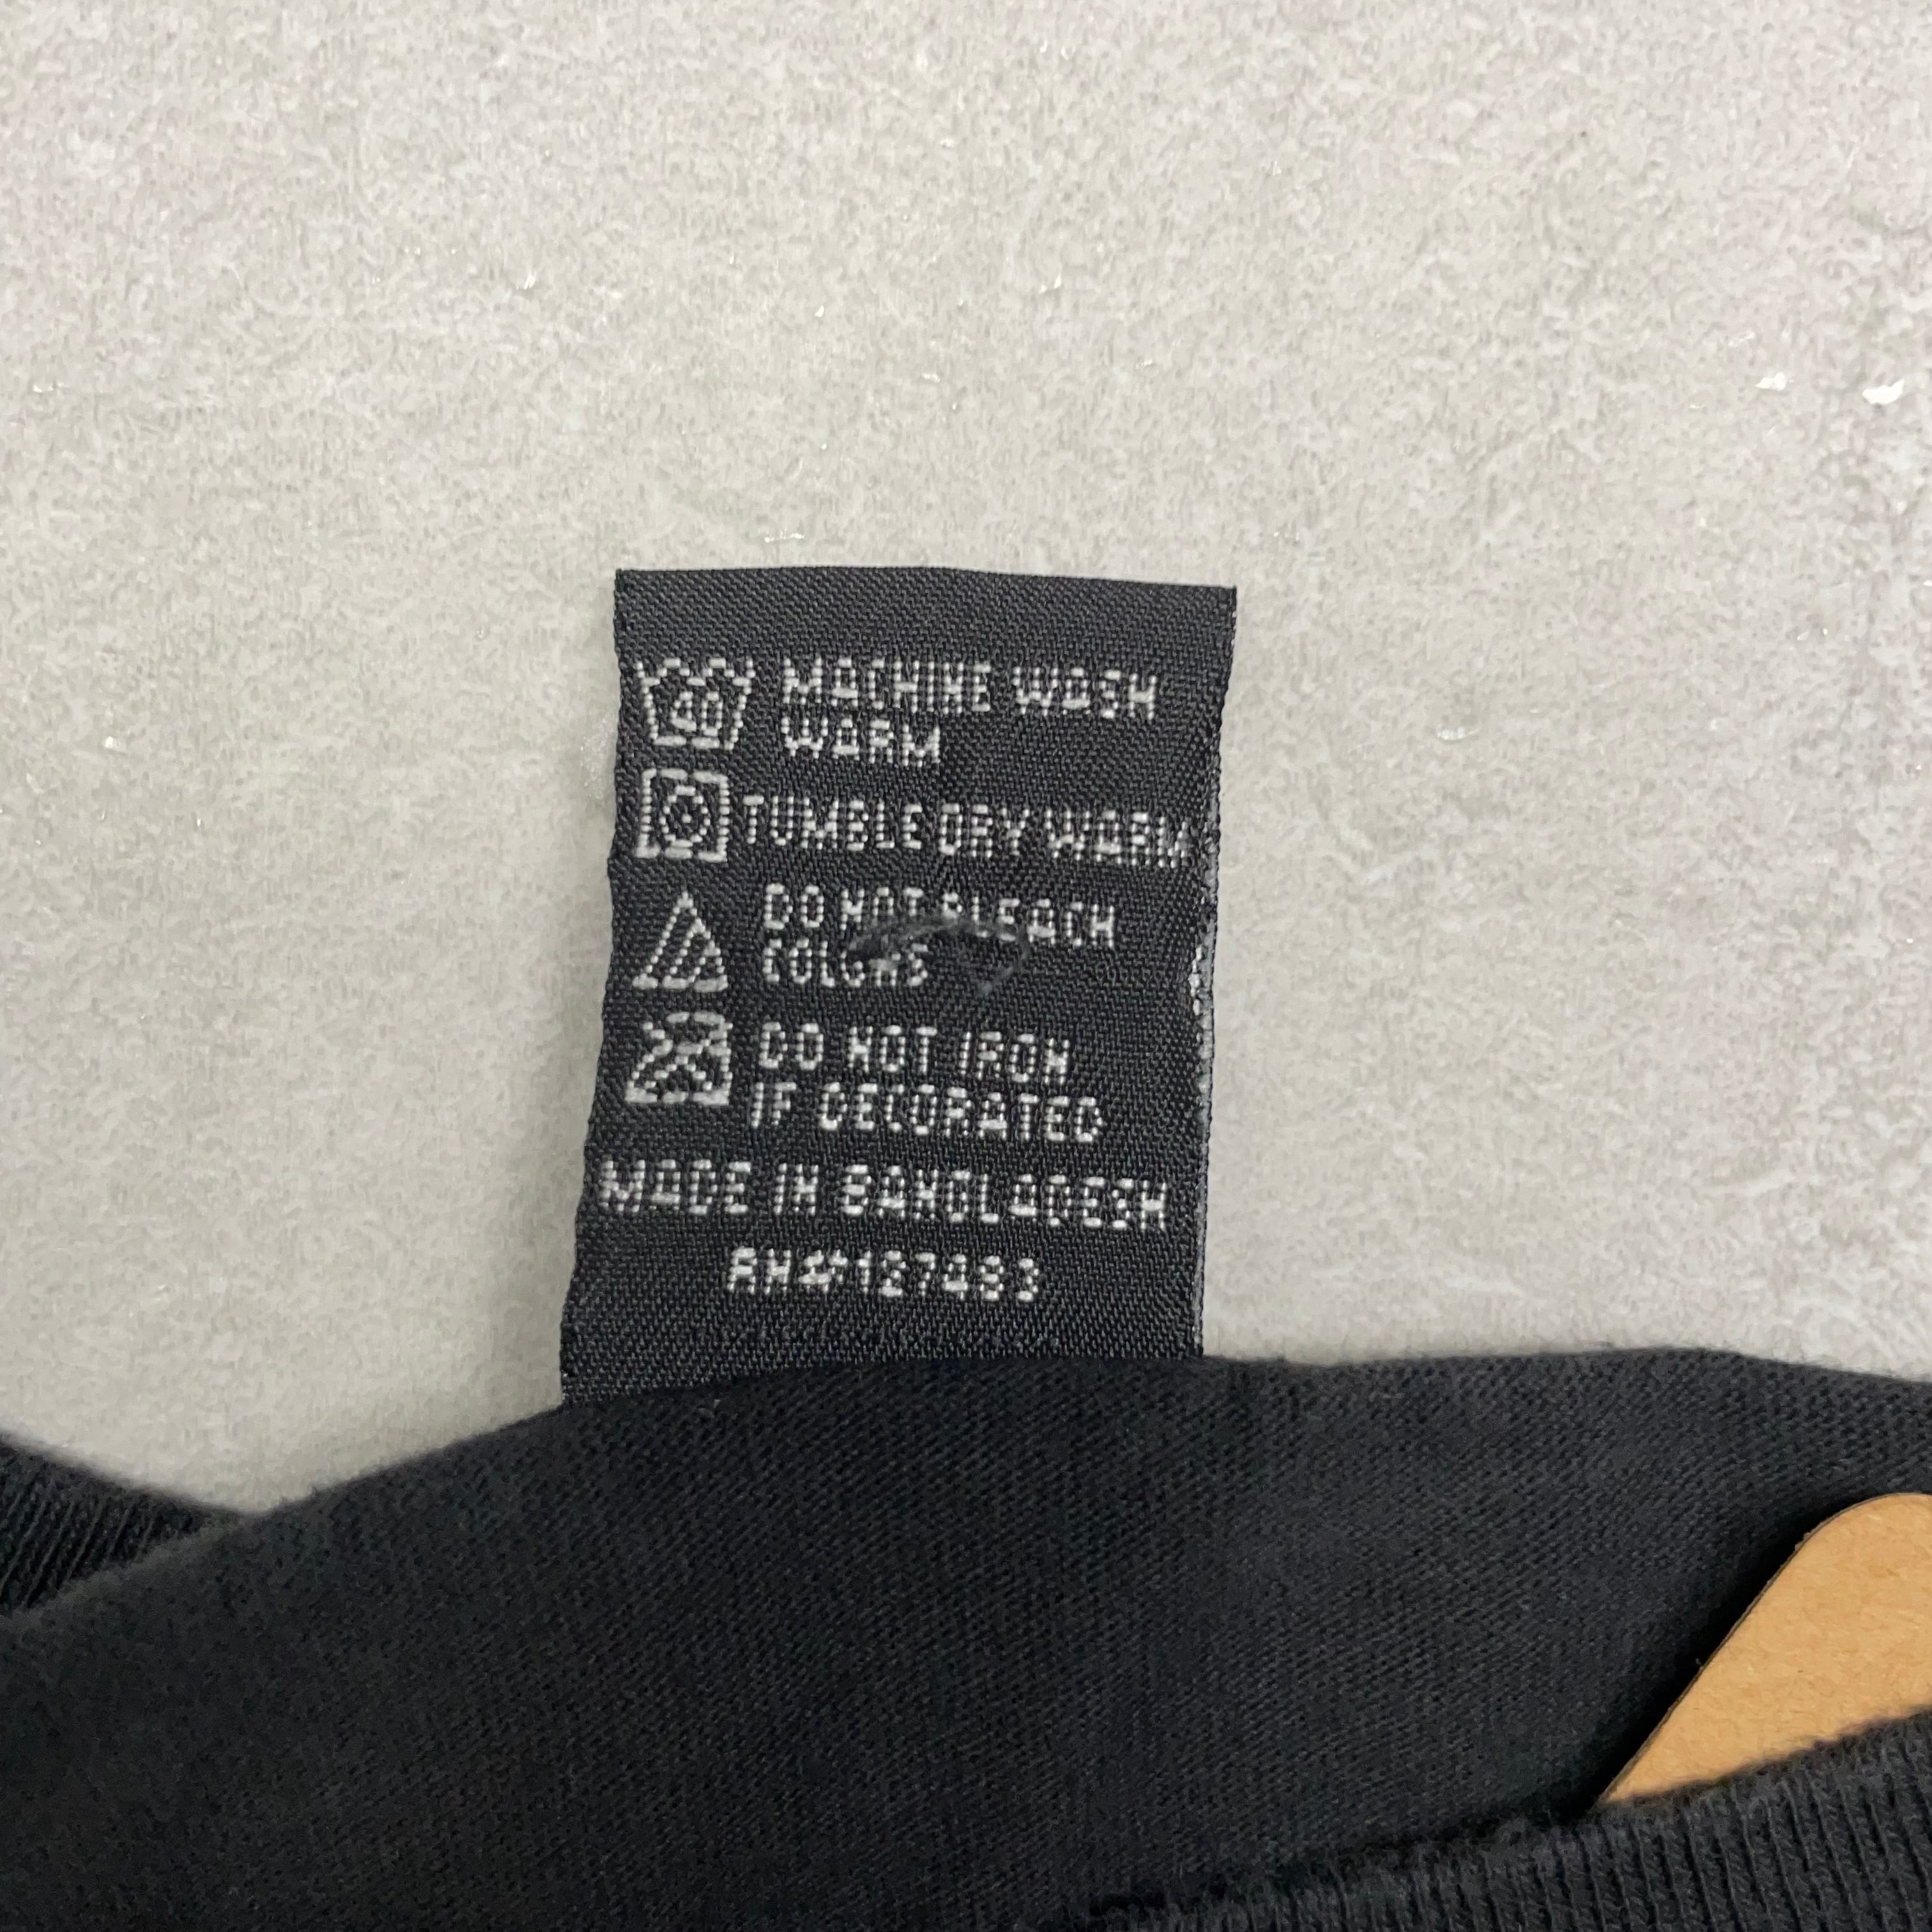 40 MACHINE WASH
WARM
TUMBLE DRY WARM
DO NOT BLEACH
COLORS
DO NOT IRON
IF DECORATED
MADE IN BANGLADESH
RN#127483